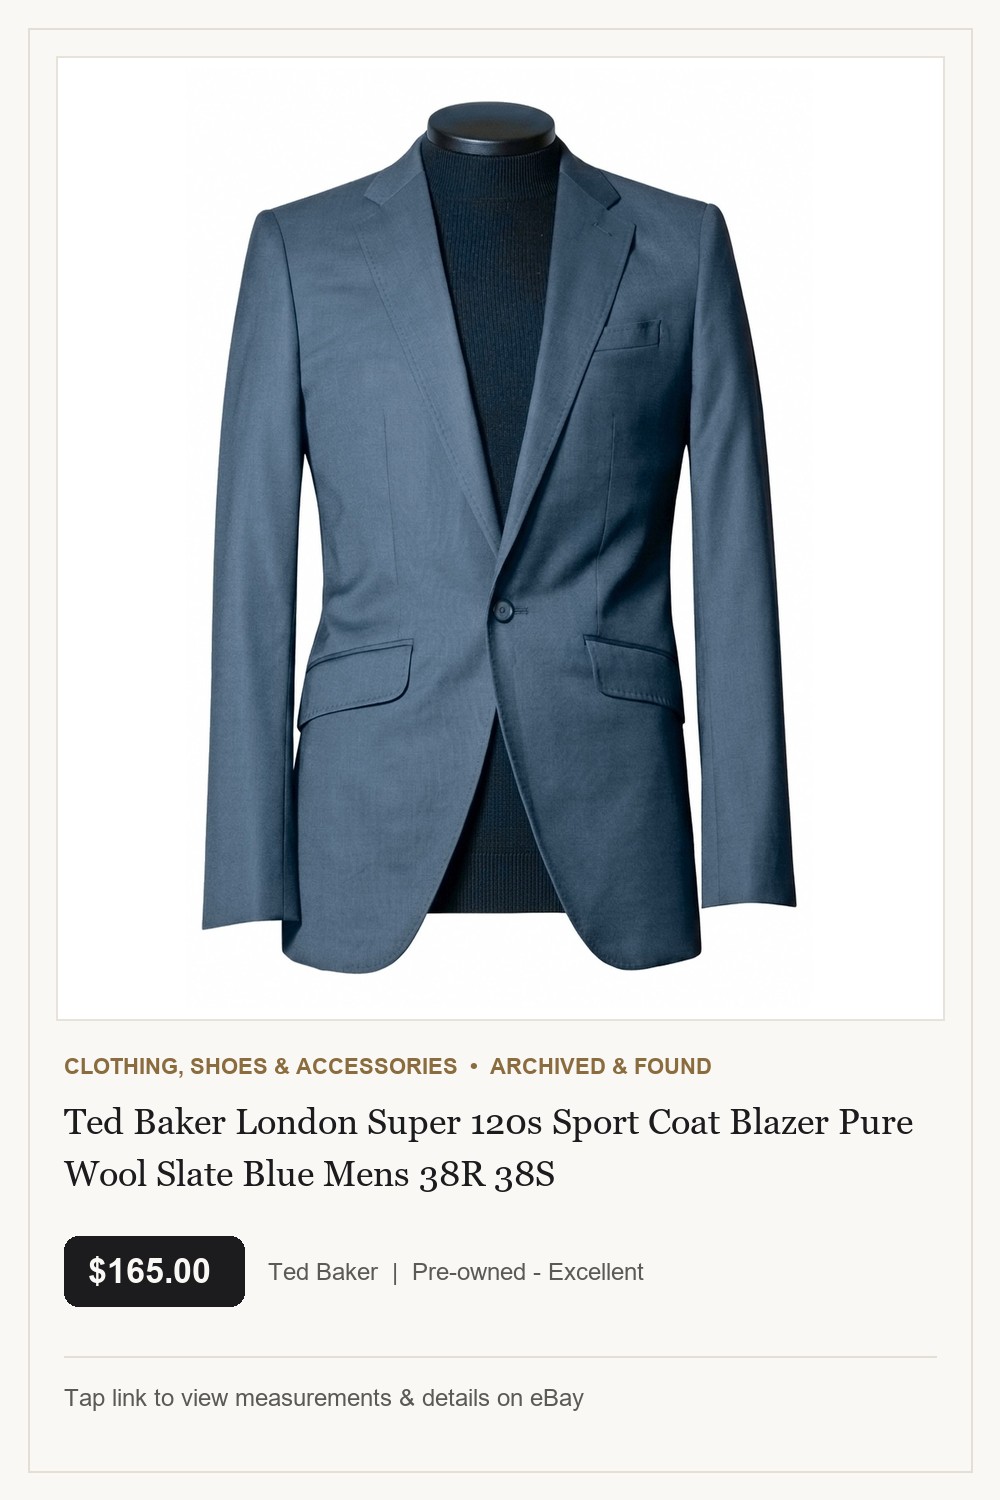 CLOTHING, SHOES & ACCESSORIES • ARCHIVED & FOUND
Ted Baker London Super 120s Sport Coat Blazer Pure
Wool Slate Blue Mens 38R 38S
$165.00
Ted Baker | Pre-owned - Excellent
Tap link to view measurements & details on eBay